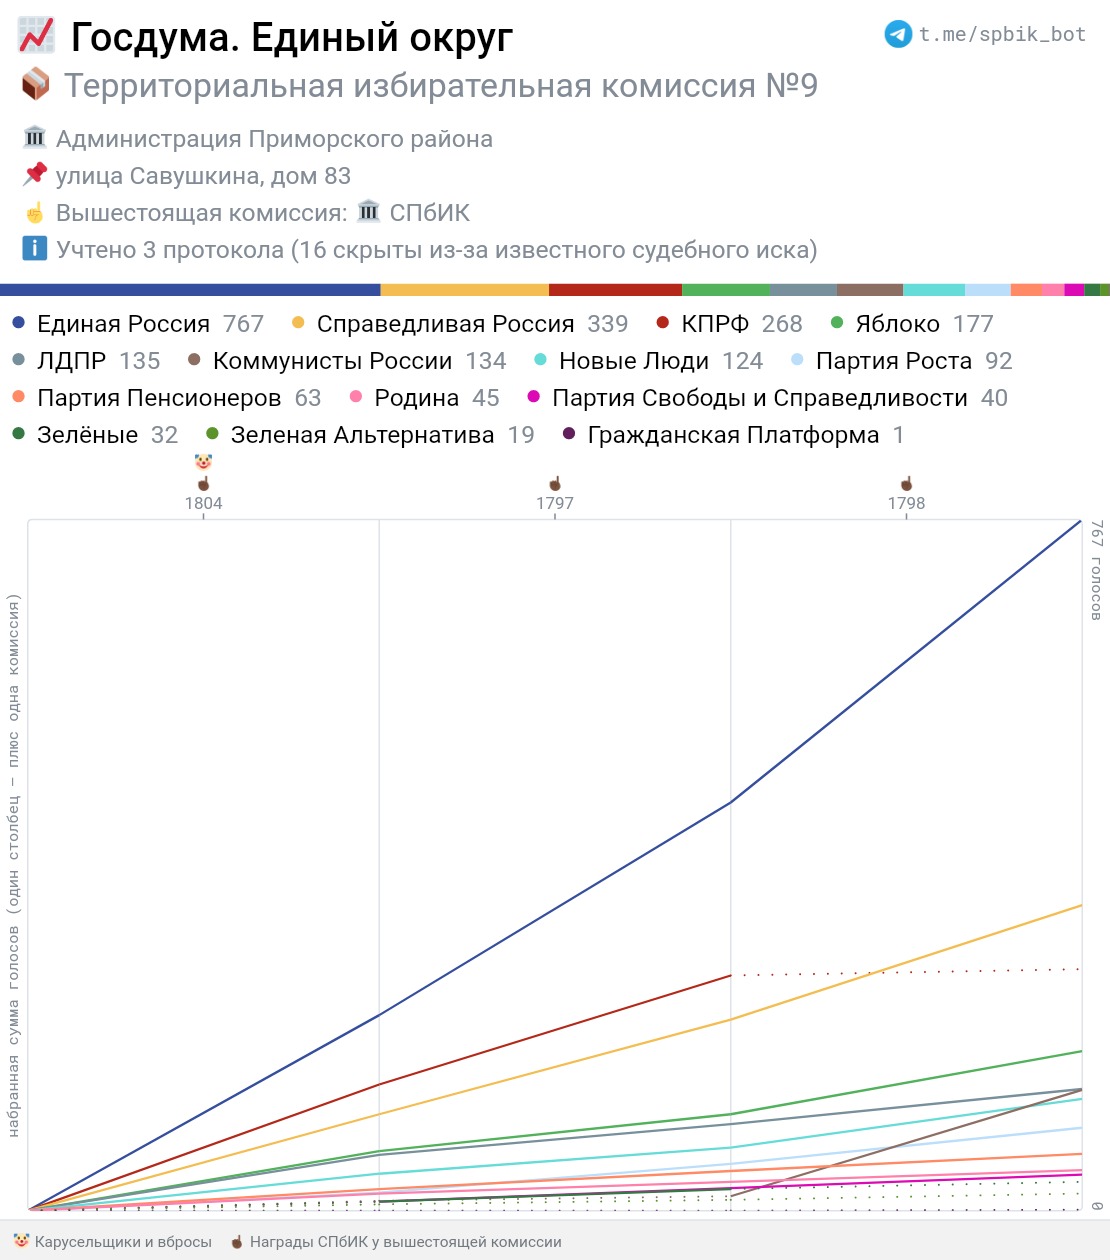 Госдума. Единый округ
t.me/spbik_bot
Территориальная избирательная комиссия №9
Администрация Приморского района
улица Савушкина, дом 83
Вышестоящая комиссия: СПбИК
Учтено 3 протокола (16 скрыты из-за известного судебного иска)
Единая Россия 767 Справедливая Россия 339 КПРФ 268 Яблоко 177
ЛДПР 135 Коммунисты России 134 Новые Люди 124 Партия Роста 92
Партия Пенсионеров 63 Родина 45 Партия Свободы и Справедливости 40
Зелёные 32 Зеленая Альтернатива 19 Гражданская Платформа 1
1804 1797 1798
767 голосов
набранная сумма голосов (один столбец – плюс одна комиссия)
0
Карусельщики и вбросы Награды СПбИК у вышестоящей комиссии